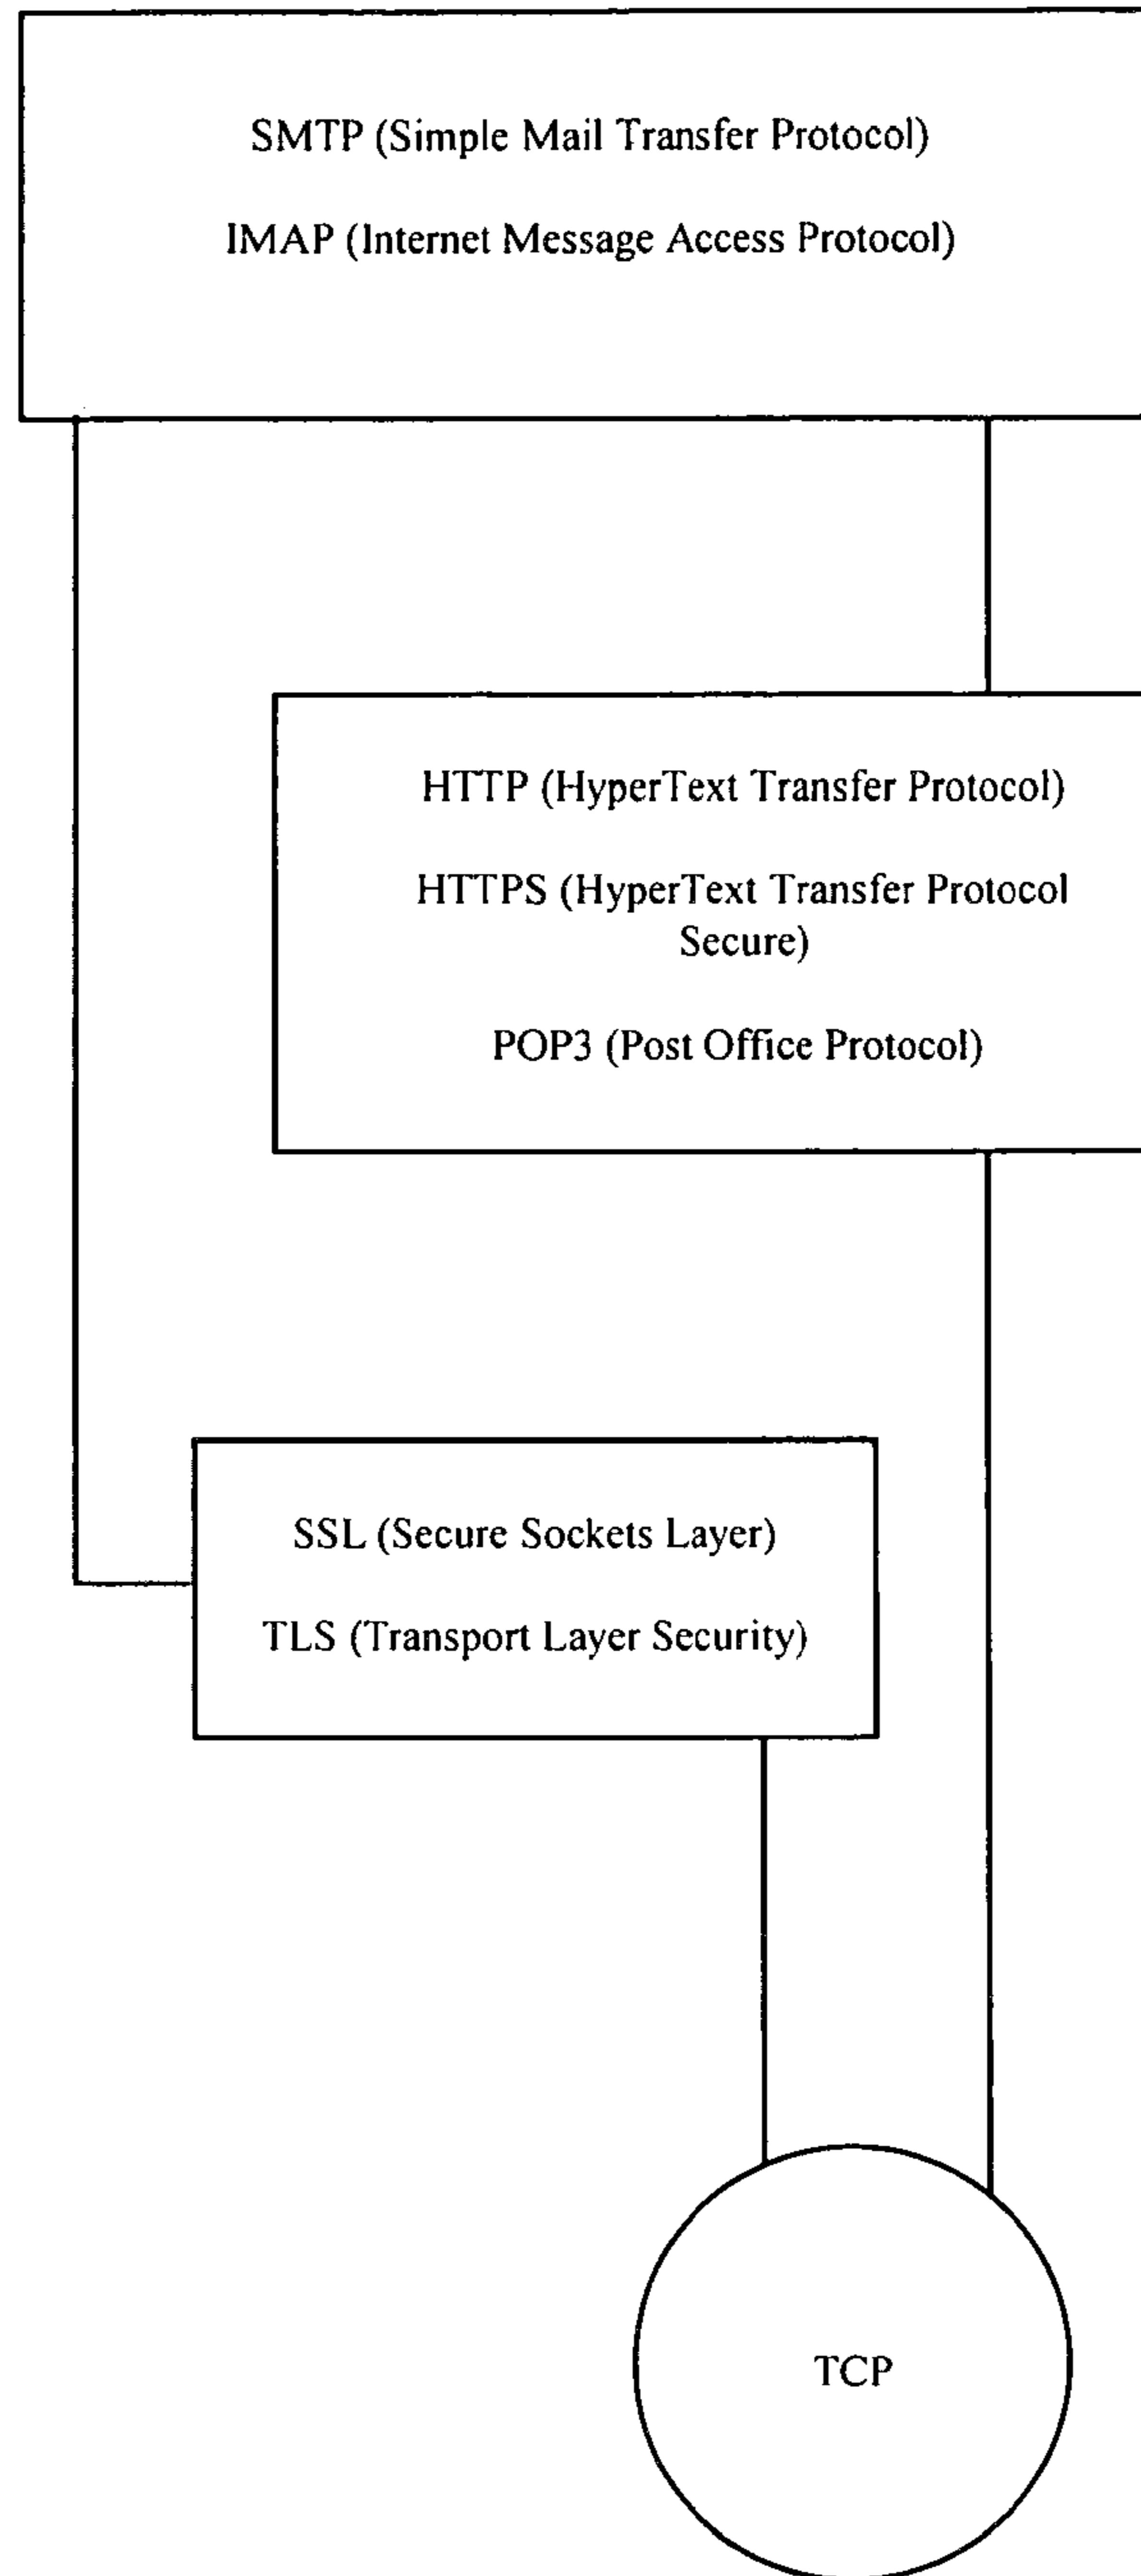 SMTP (Simple Mail Transfer Protocol)
IMAP (Internet Message Access Protocol)
HTTP (HyperText Transfer Protocol)
HTTPS (HyperText Transfer Protocol
Secure)
POP3 (Post Office Protocol)
SSL (Secure Sockets Layer)
TLS (Transport Layer Security)
TCP